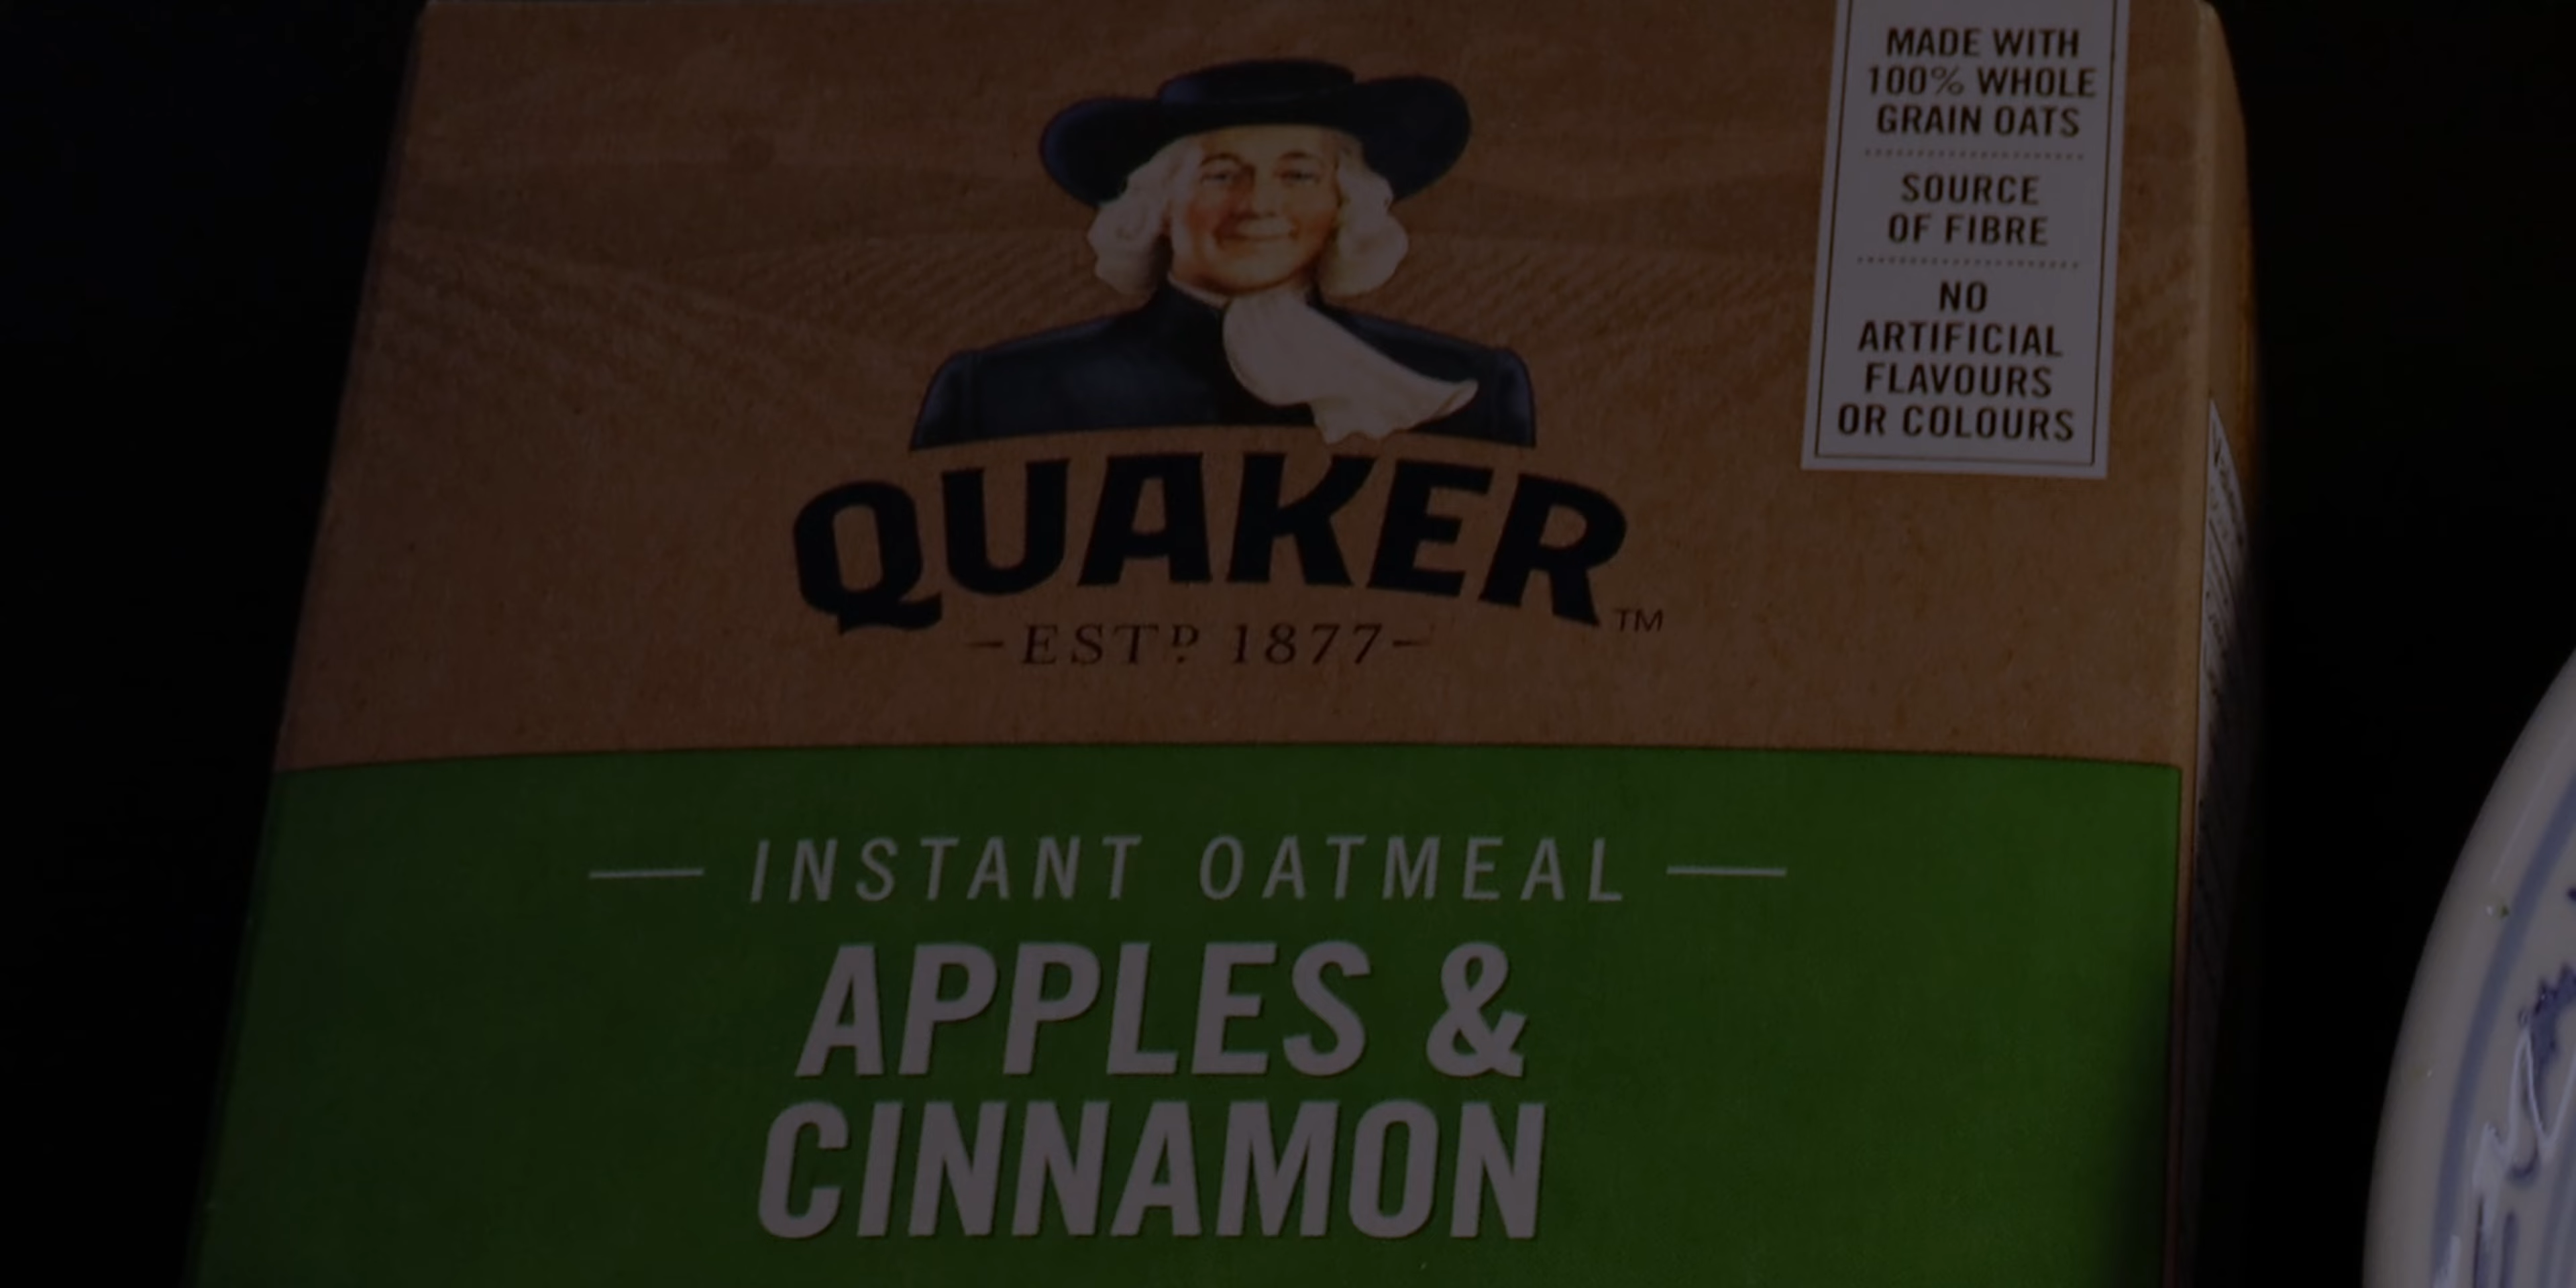 MADE WITH
100% WHOLE
GRAIN OATS
SOURCE
OF FIBRE
NO
ARTIFICIAL
FLAVOURS
OR COLOURS
QUAKER™
–ESTD 1877–
— INSTANT OATMEAL —
APPLES &
CINNAMON